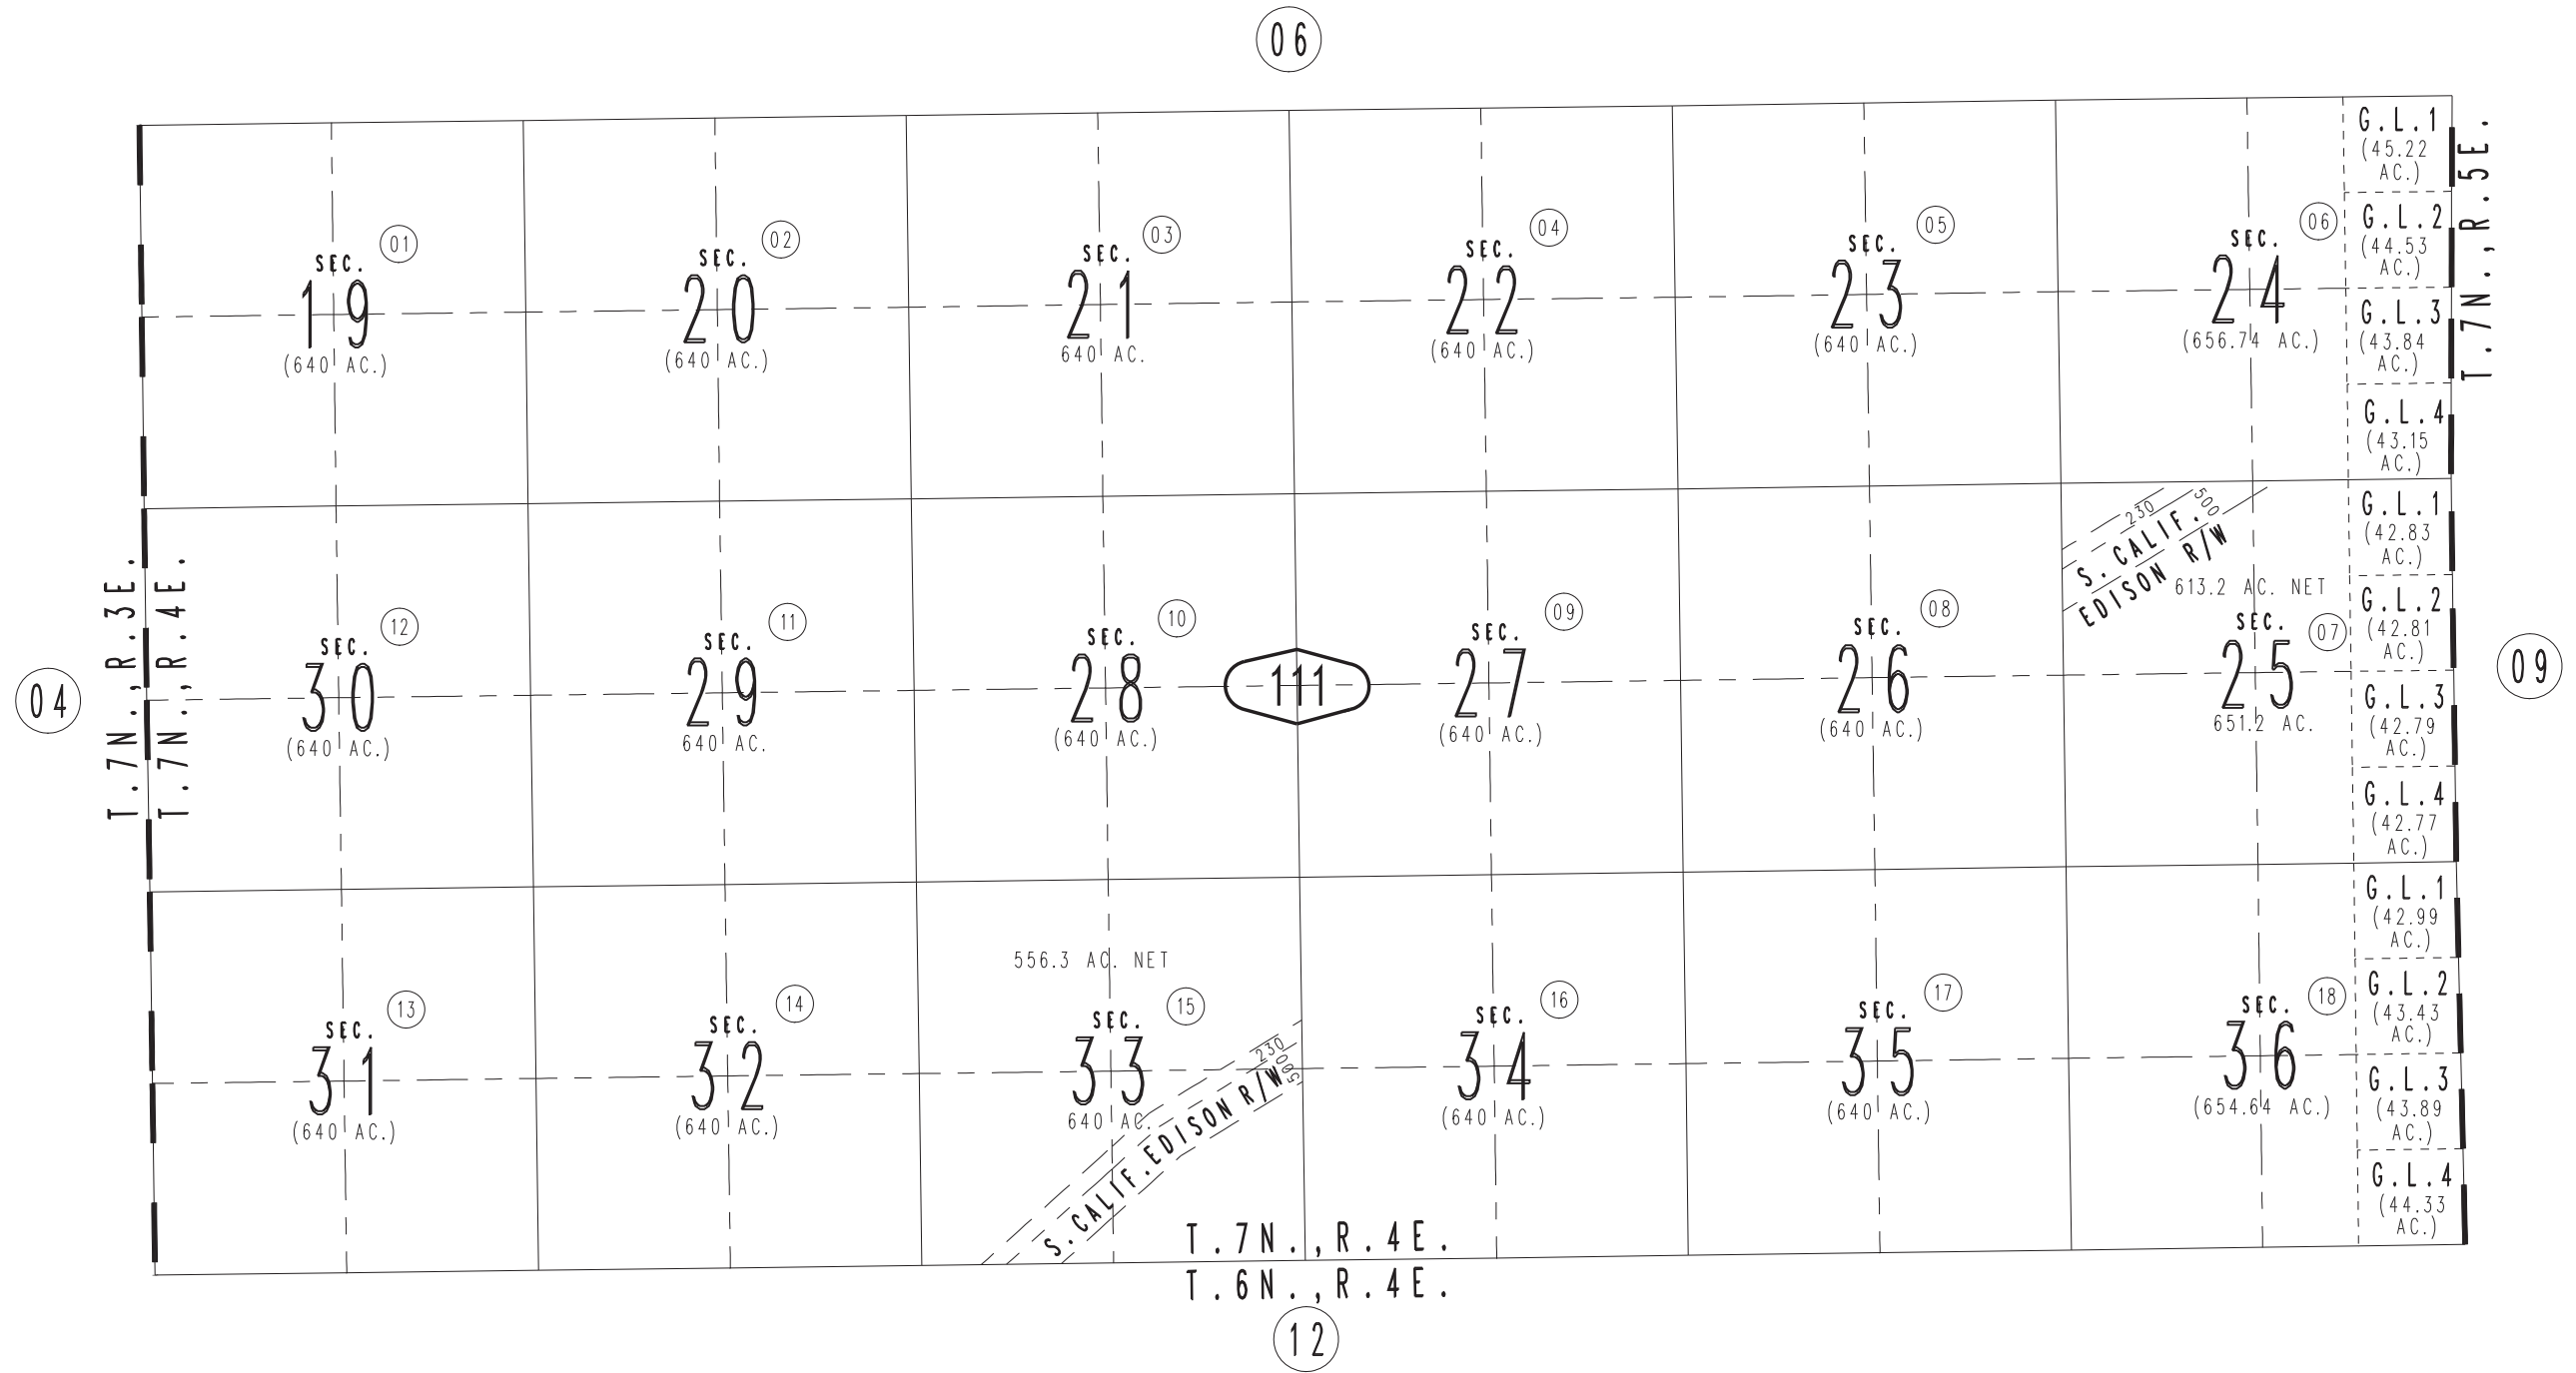 06
SEC.
19
01
(640 AC.)
SEC.
20
02
(640 AC.)
SEC.
21
03
640 AC.
SEC.
22
04
(640 AC.)
SEC.
23
05
(640 AC.)
SEC.
24
06
(656.74 AC.)
G.L.1
(45.22
AC.)
G.L.2
(44.53
AC.)
G.L.3
(43.84
AC.)
G.L.4
(43.15
AC.)
T.7N.,R.5E.
04
T.7N.,R.3E.
T.7N.,R.4E.
SEC.
30
12
(640 AC.)
SEC.
29
11
640 AC.
SEC.
28
10
(640 AC.)
111
SEC.
27
09
(640 AC.)
SEC.
26
08
(640 AC.)
230
500
S.CALIF.
EDISON R/W
613.2 AC. NET
SEC.
25
07
651.2 AC.
G.L.1
(42.83
AC.)
G.L.2
(42.81
AC.)
G.L.3
(42.79
AC.)
G.L.4
(42.77
AC.)
09
SEC.
31
13
(640 AC.)
SEC.
32
14
(640 AC.)
556.3 AC. NET
SEC.
33
15
640 AC.
230
500
S.CALIF.EDISON R/W
SEC.
34
16
(640 AC.)
SEC.
35
17
(640 AC.)
SEC.
36
18
(654.64 AC.)
G.L.1
(42.99
AC.)
G.L.2
(43.43
AC.)
G.L.3
(43.89
AC.)
G.L.4
(44.33
AC.)
T.7N.,R.4E.
T.6N.,R.4E.
12